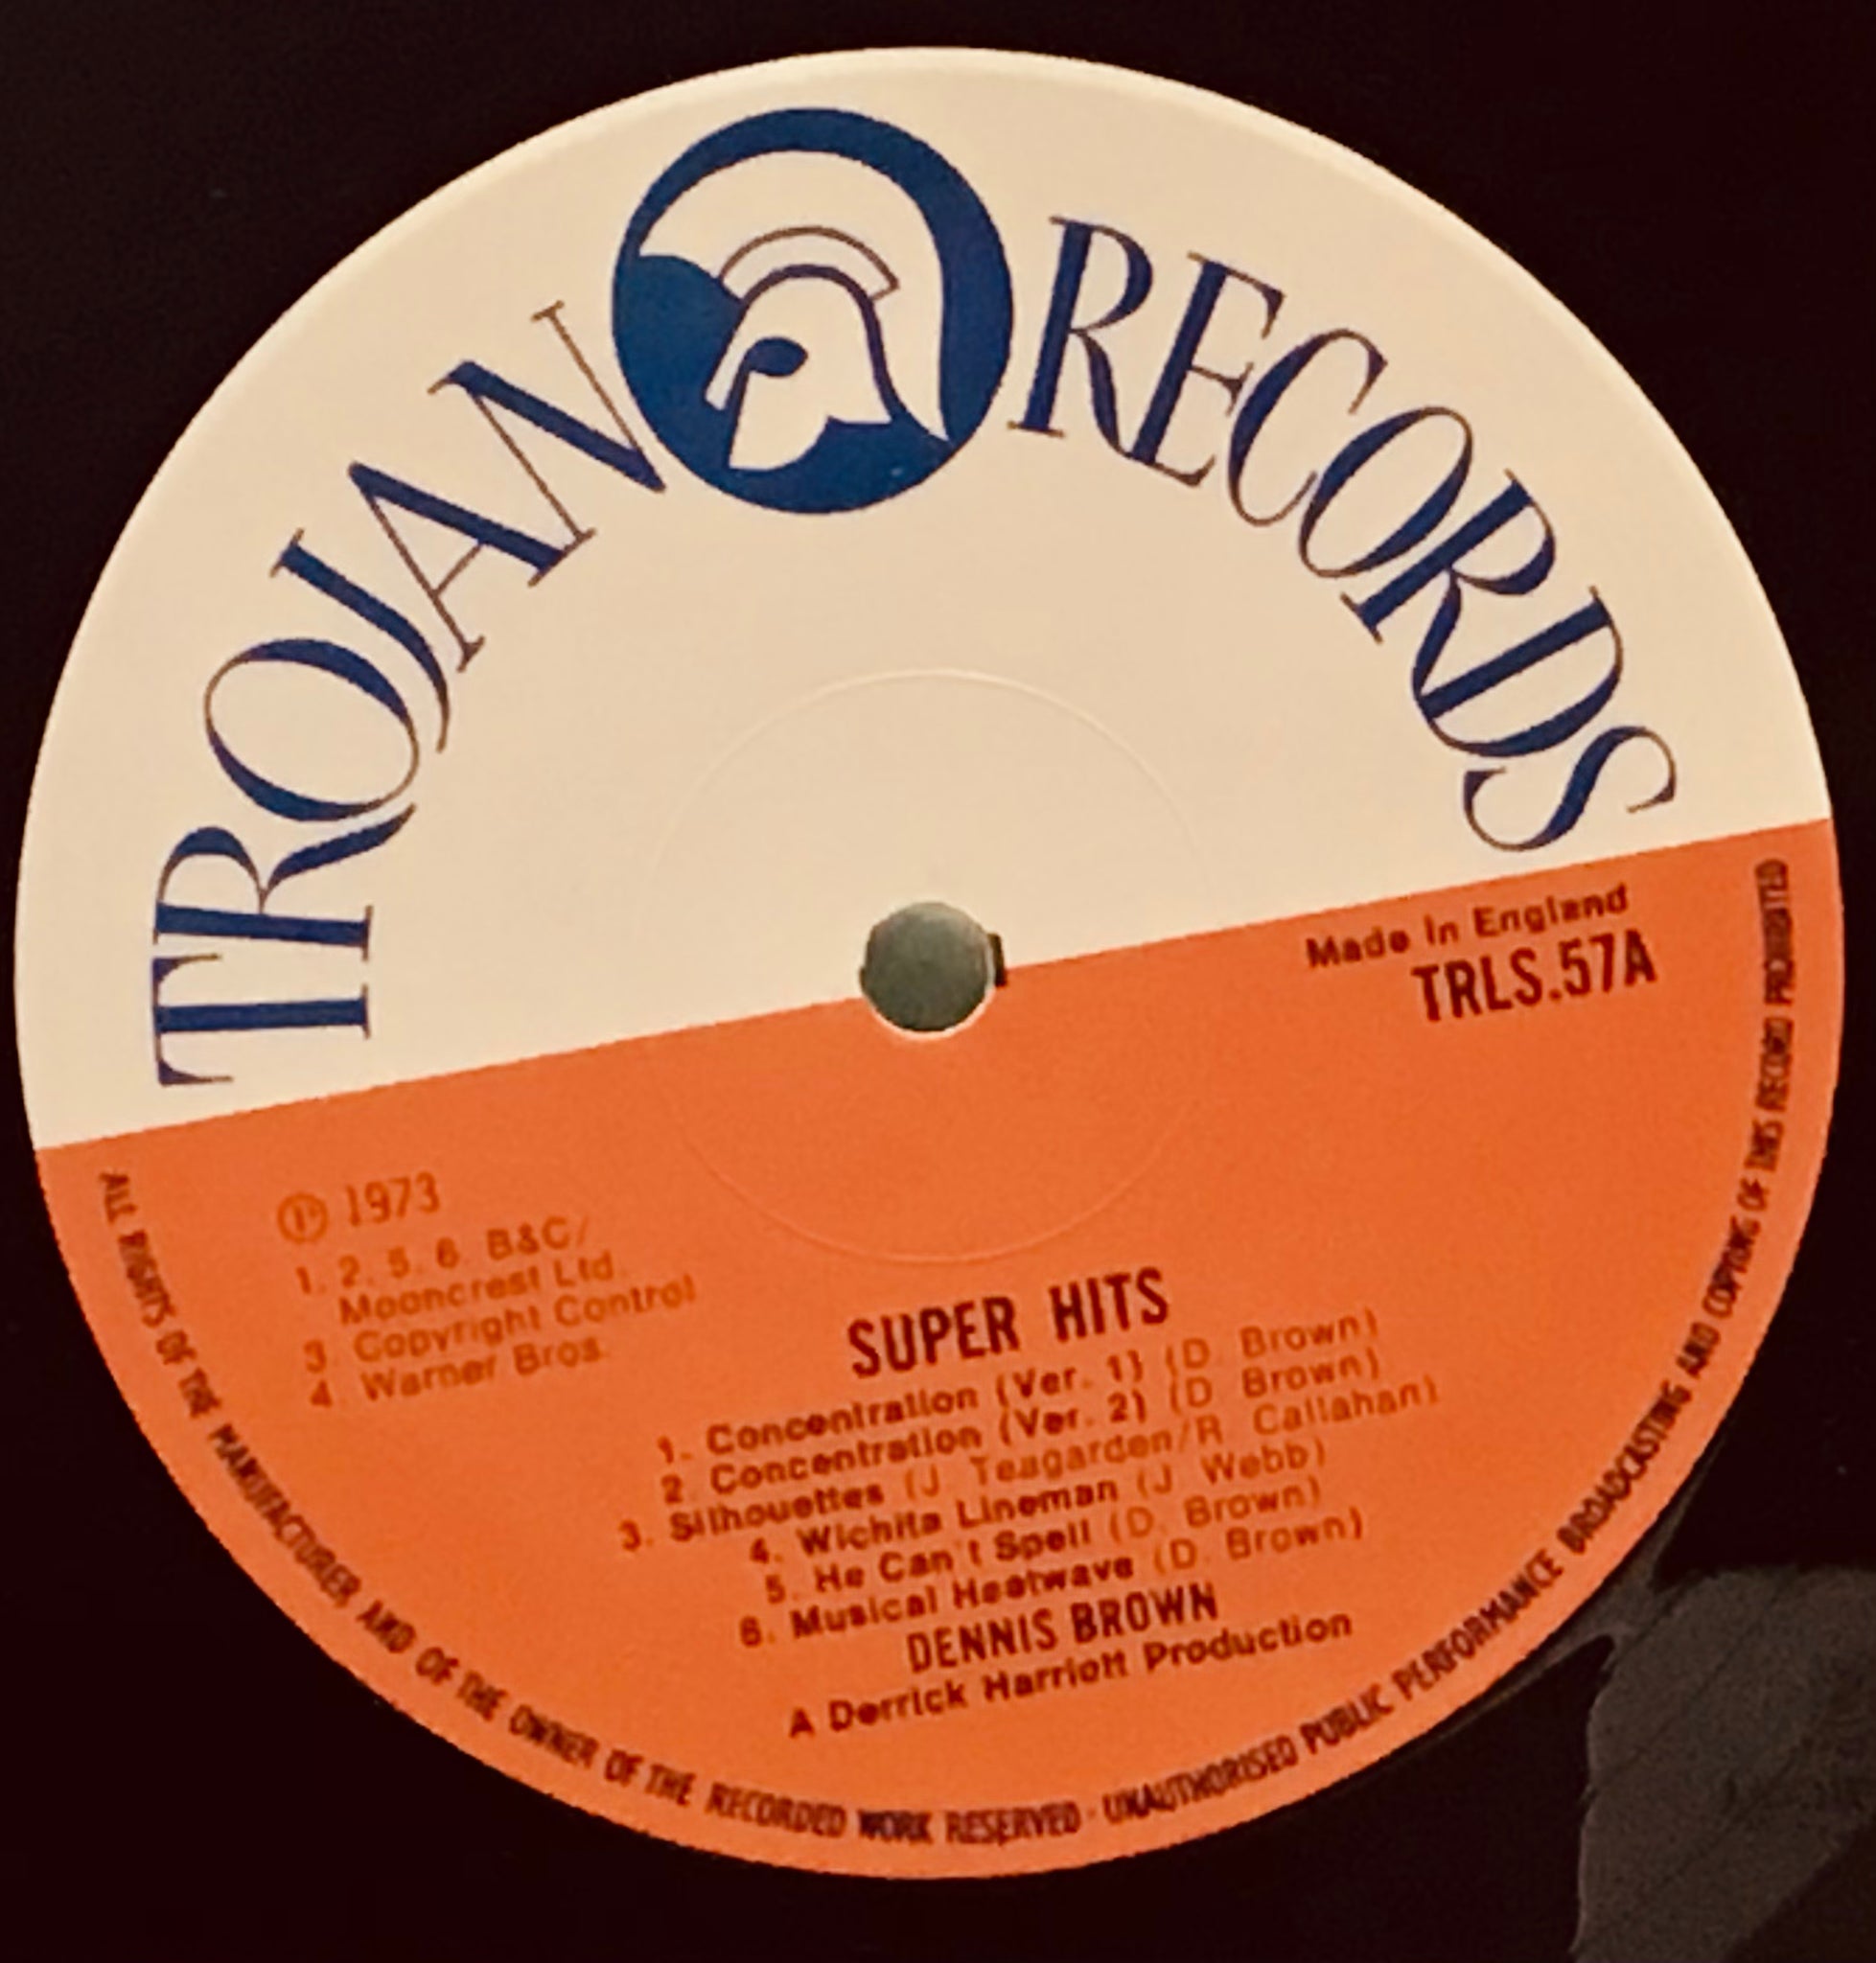 TROJAN RECORDS
Made in England
TRLS.57A
℗ 1973
1. 2. 5. 6. B&C/
Mooncrest Ltd.
3. Copyright Control
4. Warner Bros.
SUPER HITS
1. Concentration (Ver. 1) (D. Brown)
2. Concentration (Ver. 2) (D. Brown)
3. Silhouettes (J. Teagarden/R. Callahan)
4. Wichita Lineman (J. Webb)
5. He Can't Spell (D. Brown)
6. Musical Heatwave (D. Brown)
DENNIS BROWN
A Derrick Harriott Production
ALL RIGHTS OF THE MANUFACTURER AND OF THE OWNER OF THE RECORDED WORK RESERVED · UNAUTHORISED PUBLIC PERFORMANCE BROADCASTING AND COPYING OF THIS RECORD PROHIBITED